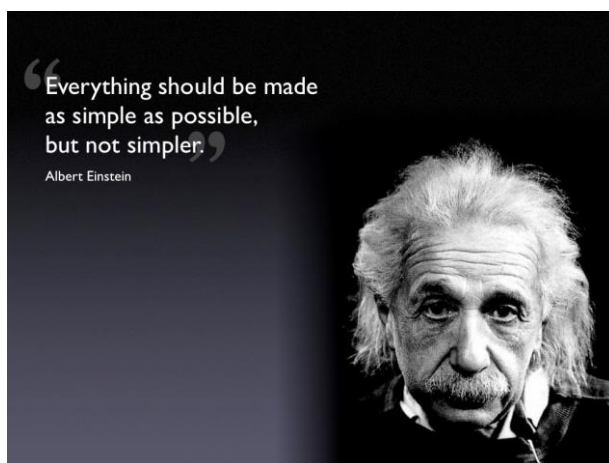 “Everything should be made
as simple as possible,
but not simpler.”
Albert Einstein